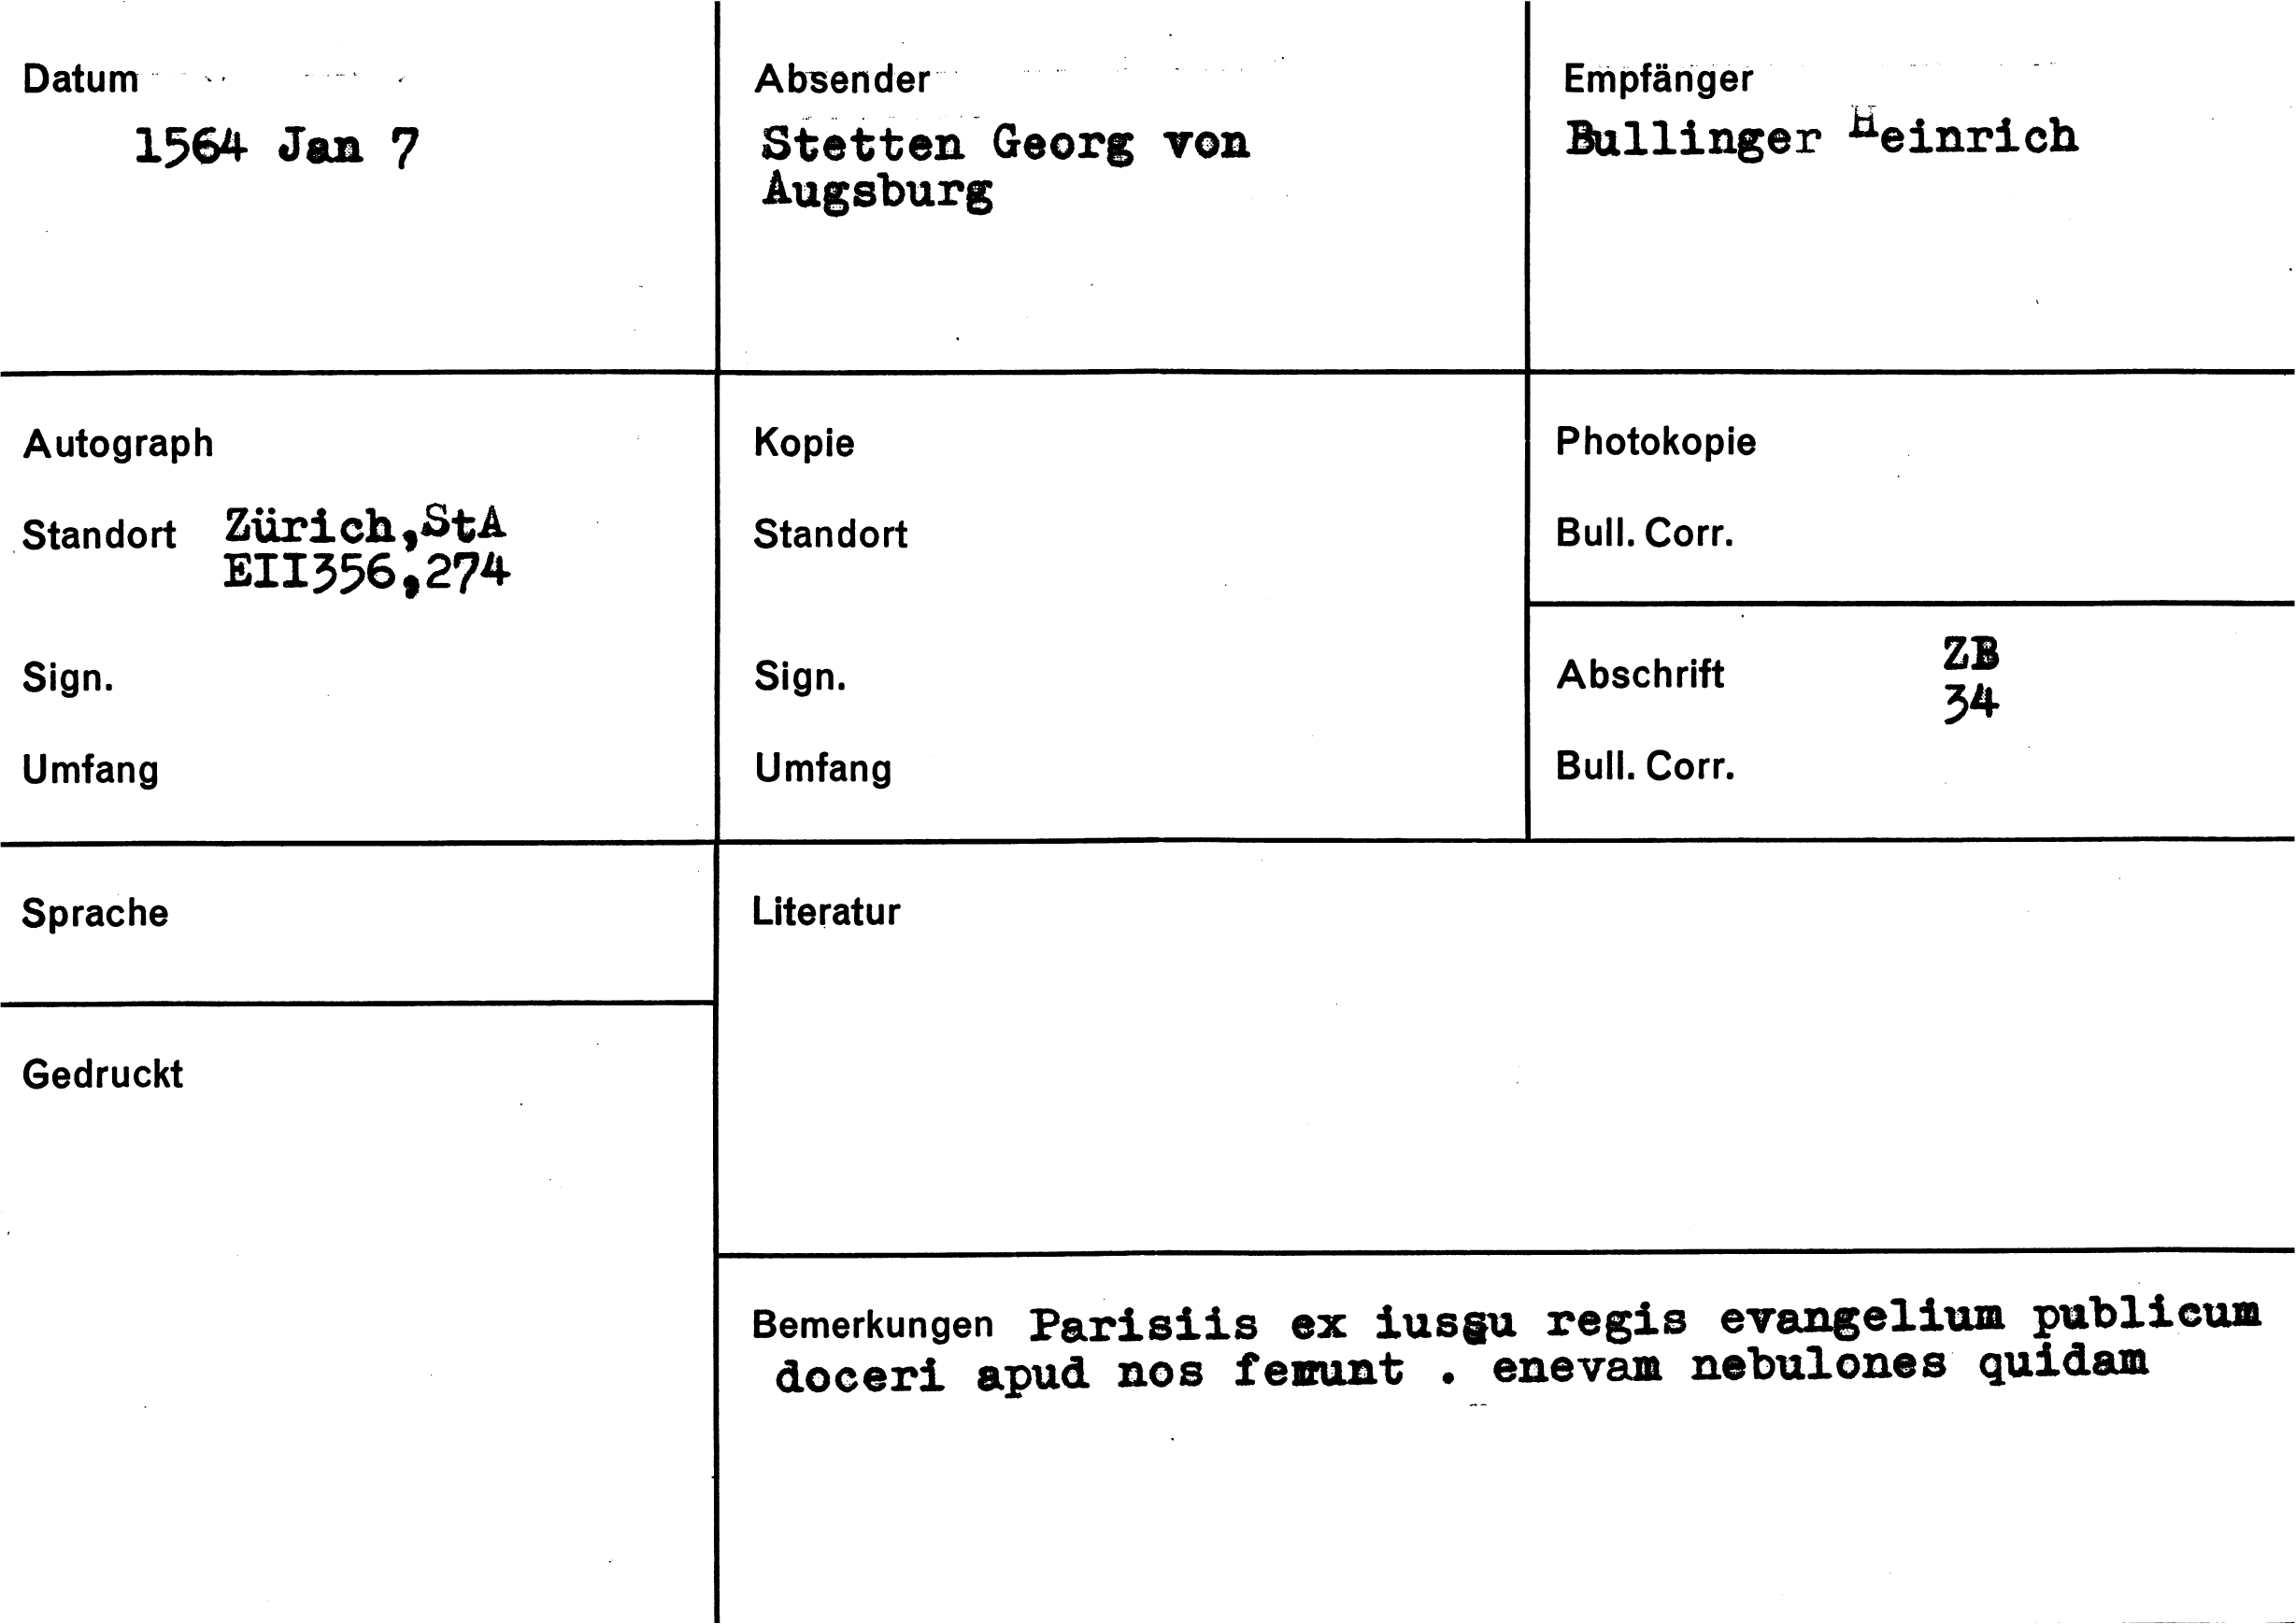 Datum
1564 Jan 7
Absender
Stetten Georg von
Augsburg
Empfänger
Bullinger Heinrich
Autograph
Standort Zürich,StA
EII356,274
Sign.
Umfang
Kopie
Standort
Sign.
Umfang
Photokopie
Bull. Corr.
Abschrift ZB
34
Bull. Corr.
Sprache
Gedruckt
Literatur
Bemerkungen Parisiis ex iussu regis evangelium publicum
doceri apud nos ferunt . enevam nebulones quidam